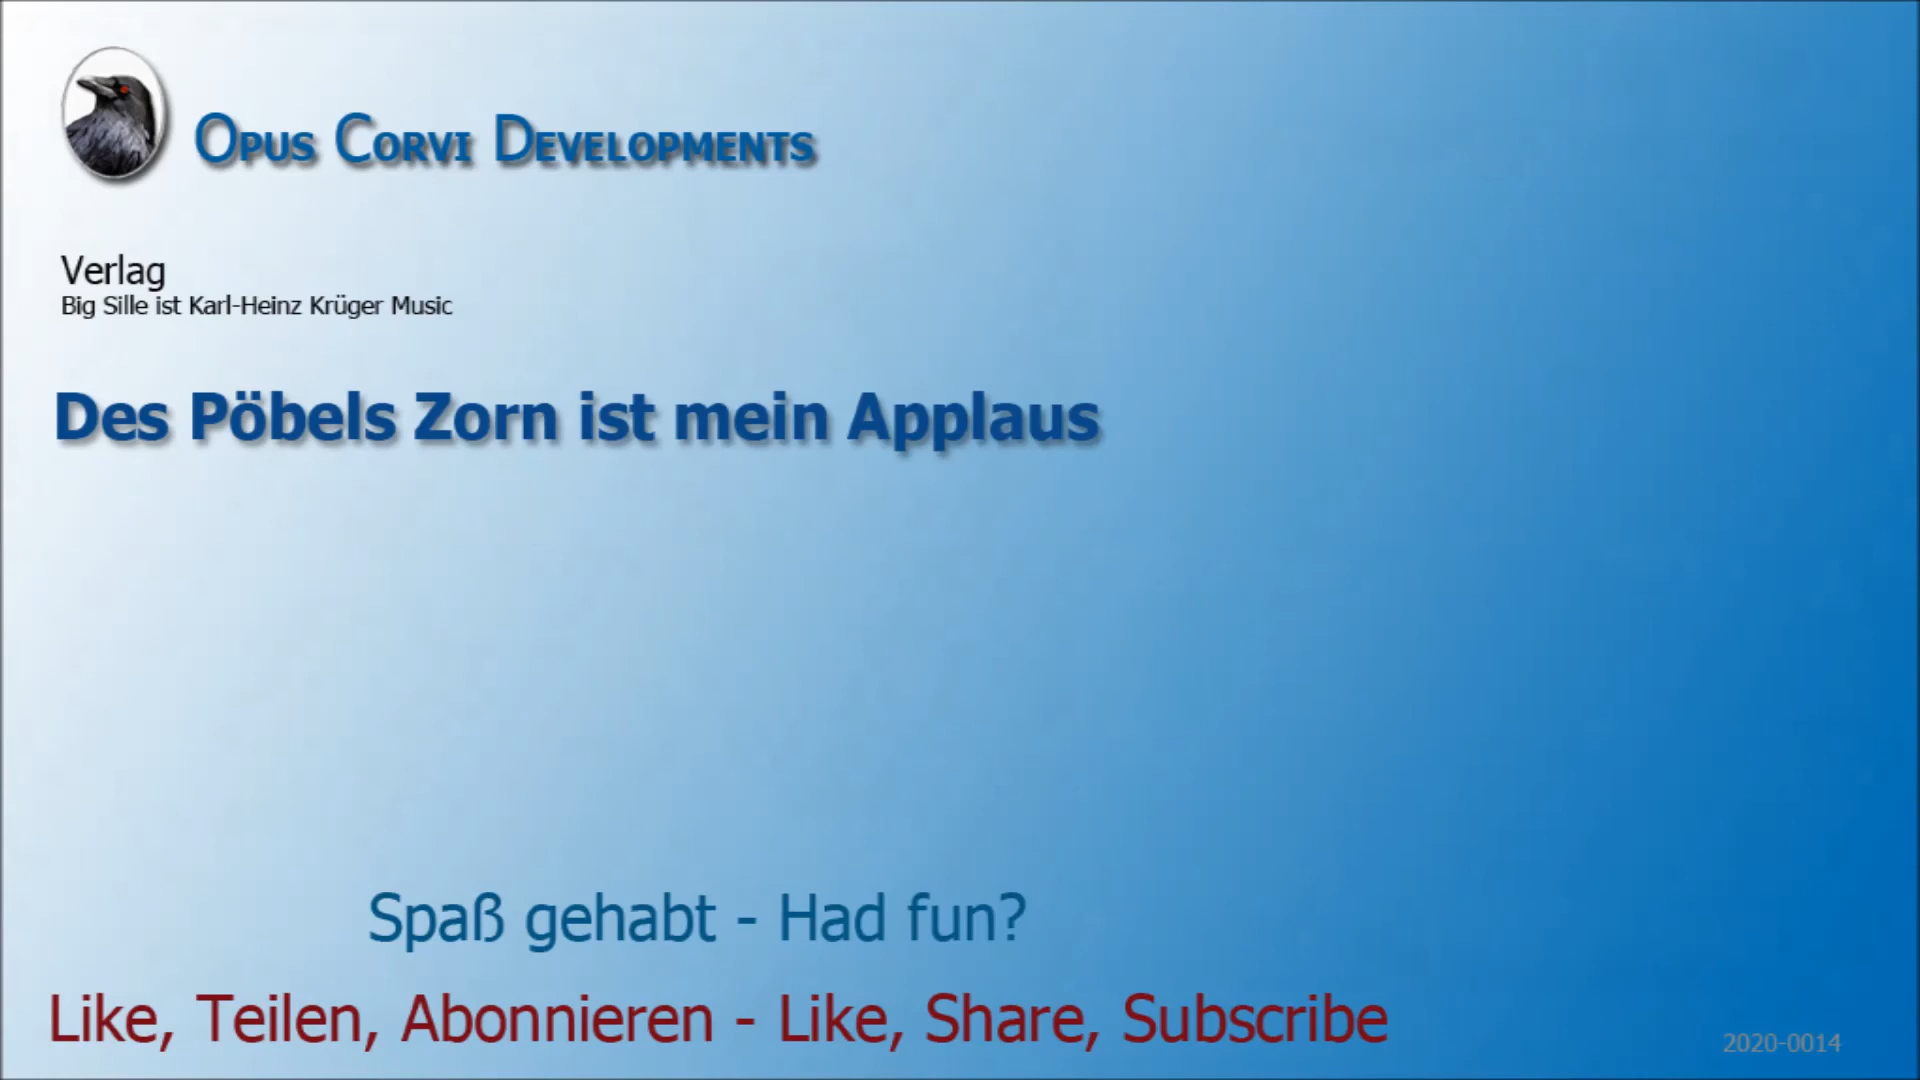 Opus Corvi Developments
Verlag
Big Sille ist Karl-Heinz Krüger Music
Des Pöbels Zorn ist mein Applaus
Spaß gehabt - Had fun?
Like, Teilen, Abonnieren - Like, Share, Subscribe
2020-0014